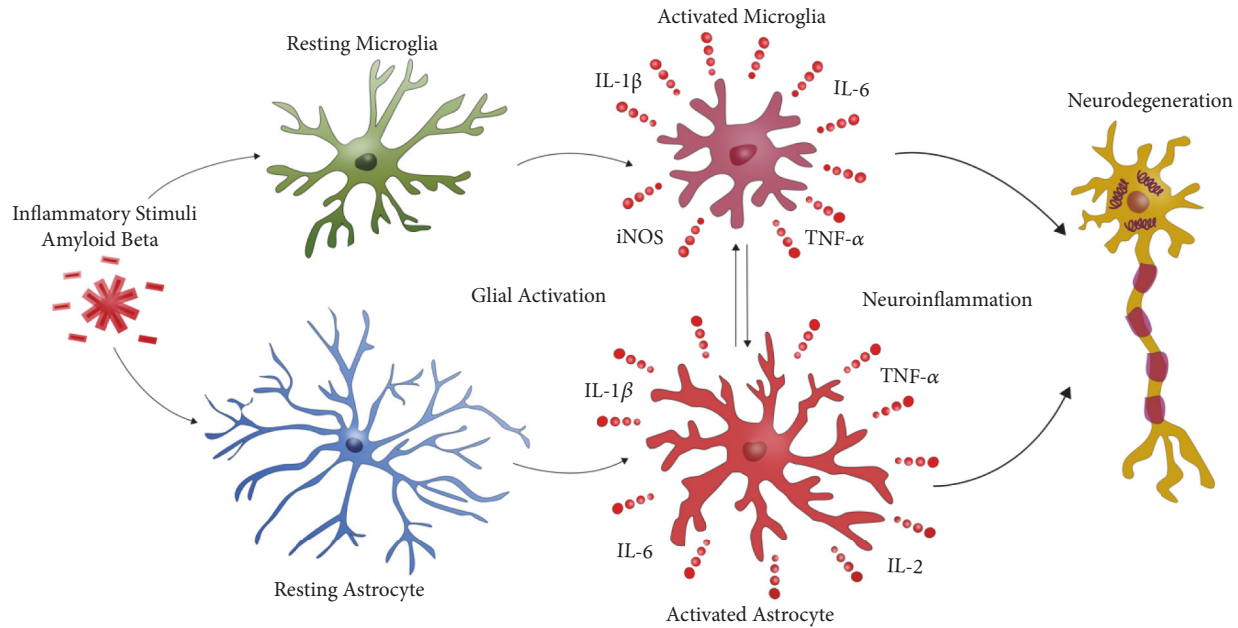 Activated Microglia
Resting Microglia
IL-1β
IL-6
Neurodegeneration
Inflammatory Stimuli
Amyloid Beta
iNOS
TNF-α
Glial Activation
Neuroinflammation
IL-1β
TNF-α
IL-6
IL-2
Resting Astrocyte
Activated Astrocyte